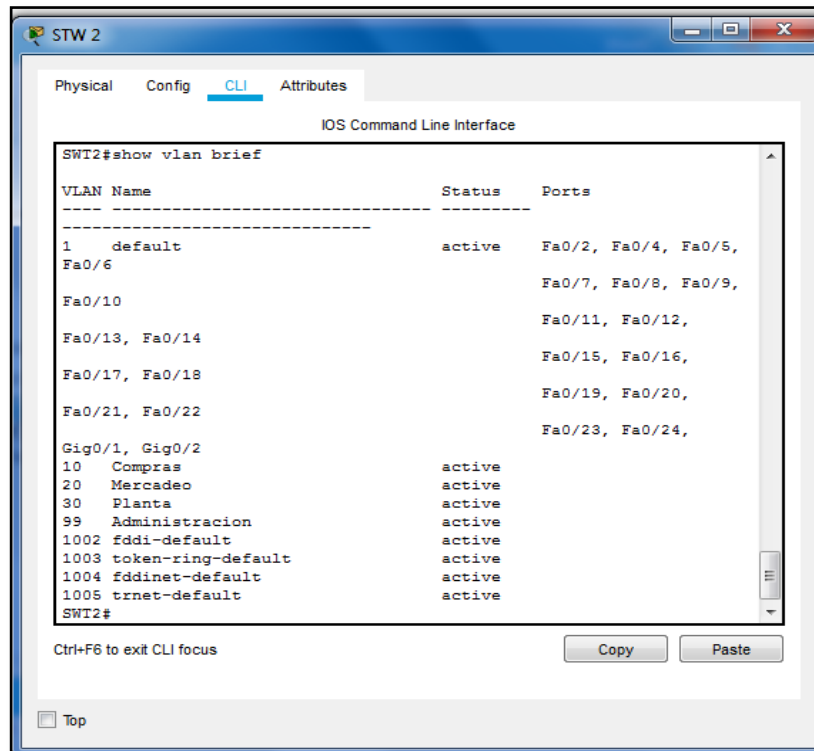 STW 2
Physical Config CLI Attributes
IOS Command Line Interface
SWT2#show vlan brief
VLAN Name Status Ports
---- -------------------------------- ---------
-------------------------------
1 default active Fa0/2, Fa0/4, Fa0/5,
Fa0/6
Fa0/7, Fa0/8, Fa0/9,
Fa0/10
Fa0/11, Fa0/12,
Fa0/13, Fa0/14
Fa0/15, Fa0/16,
Fa0/17, Fa0/18
Fa0/19, Fa0/20,
Fa0/21, Fa0/22
Fa0/23, Fa0/24,
Gig0/1, Gig0/2
10 Compras active
20 Mercadeo active
30 Planta active
99 Administracion active
1002 fddi-default active
1003 token-ring-default active
1004 fddinet-default active
1005 trnet-default active
SWT2#
Ctrl+F6 to exit CLI focus
Copy Paste
Top